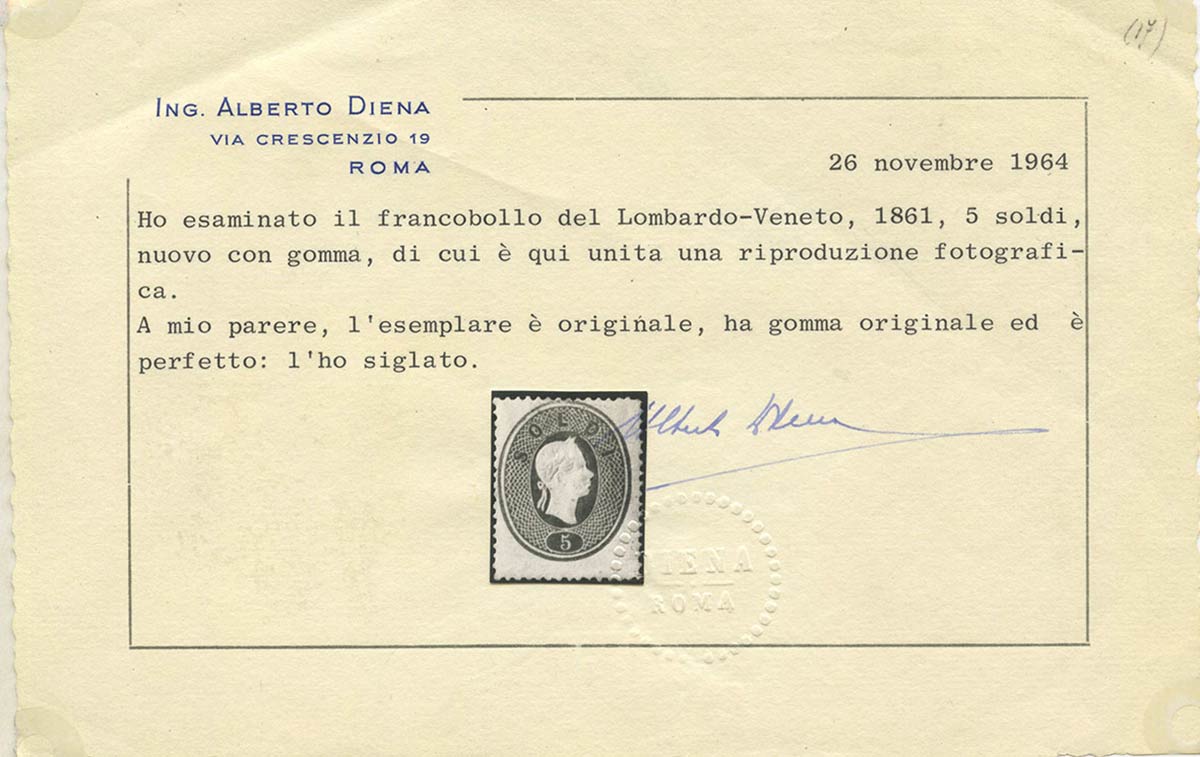 (17)
ING. ALBERTO DIENA
VIA CRESCENZIO 19
ROMA
26 novembre 1964
Ho esaminato il francobollo del Lombardo-Veneto, 1861, 5 soldi,
nuovo con gomma, di cui è qui unita una riproduzione fotografi-
ca.
A mio parere, l'esemplare è originale, ha gomma originale ed è
perfetto: l'ho siglato.
SOLDI
5
Alberto Diena
DIENA
ROMA